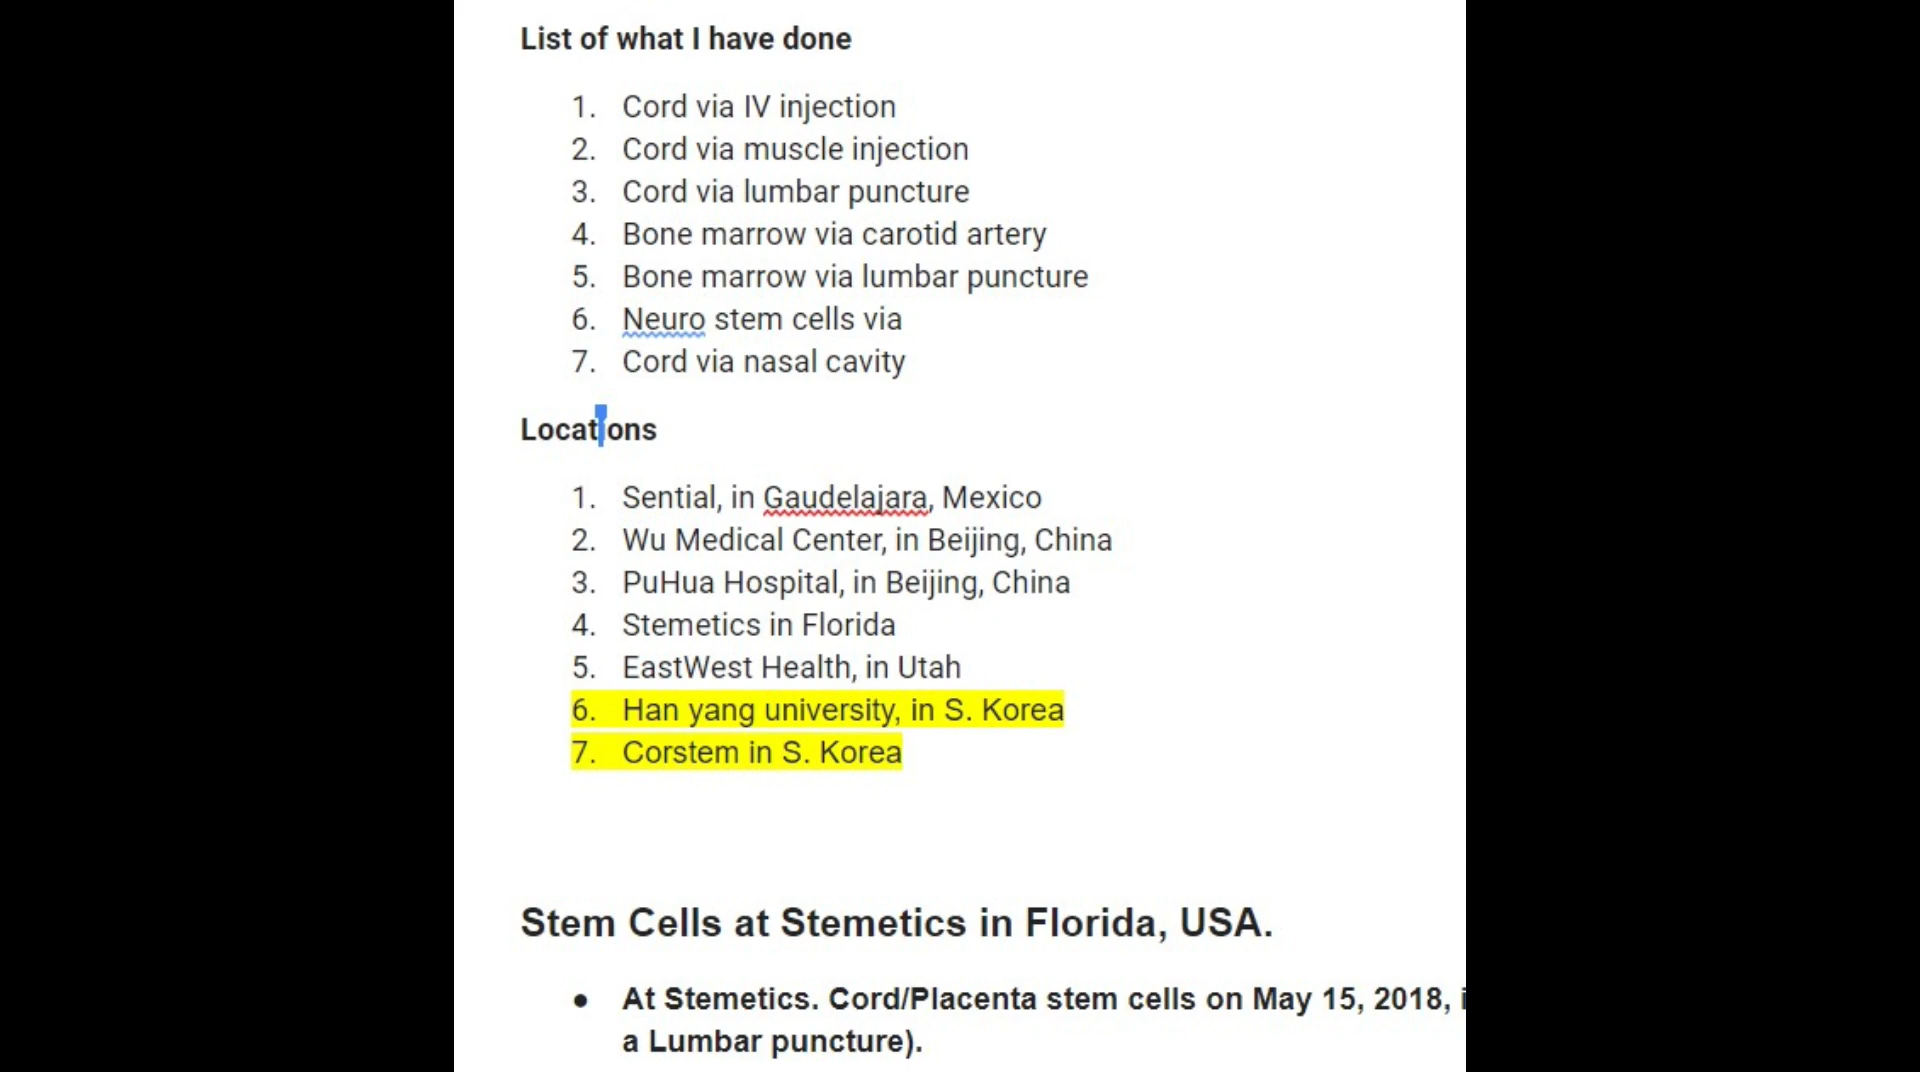 List of what I have done
1. Cord via IV injection
2. Cord via muscle injection
3. Cord via lumbar puncture
4. Bone marrow via carotid artery
5. Bone marrow via lumbar puncture
6. Neuro stem cells via
7. Cord via nasal cavity
Locations
1. Sential, in Gaudelajara, Mexico
2. Wu Medical Center, in Beijing, China
3. PuHua Hospital, in Beijing, China
4. Stemetics in Florida
5. EastWest Health, in Utah
6. Han yang university, in S. Korea
7. Corstem in S. Korea
Stem Cells at Stemetics in Florida, USA.
● At Stemetics. Cord/Placenta stem cells on May 15, 2018,
a Lumbar puncture).